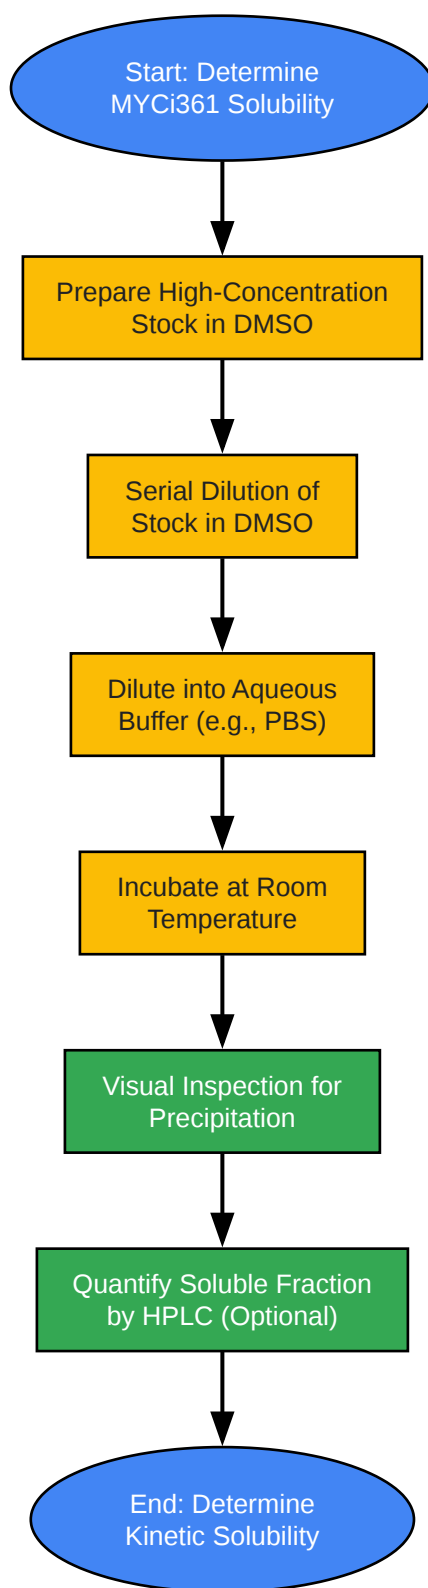 Start: Determine
MYCi361 Solubility
Prepare High-Concentration
Stock in DMSO
Serial Dilution of
Stock in DMSO
Dilute into Aqueous
Buffer (e.g., PBS)
Incubate at Room
Temperature
Visual Inspection for
Precipitation
Quantify Soluble Fraction
by HPLC (Optional)
End: Determine
Kinetic Solubility